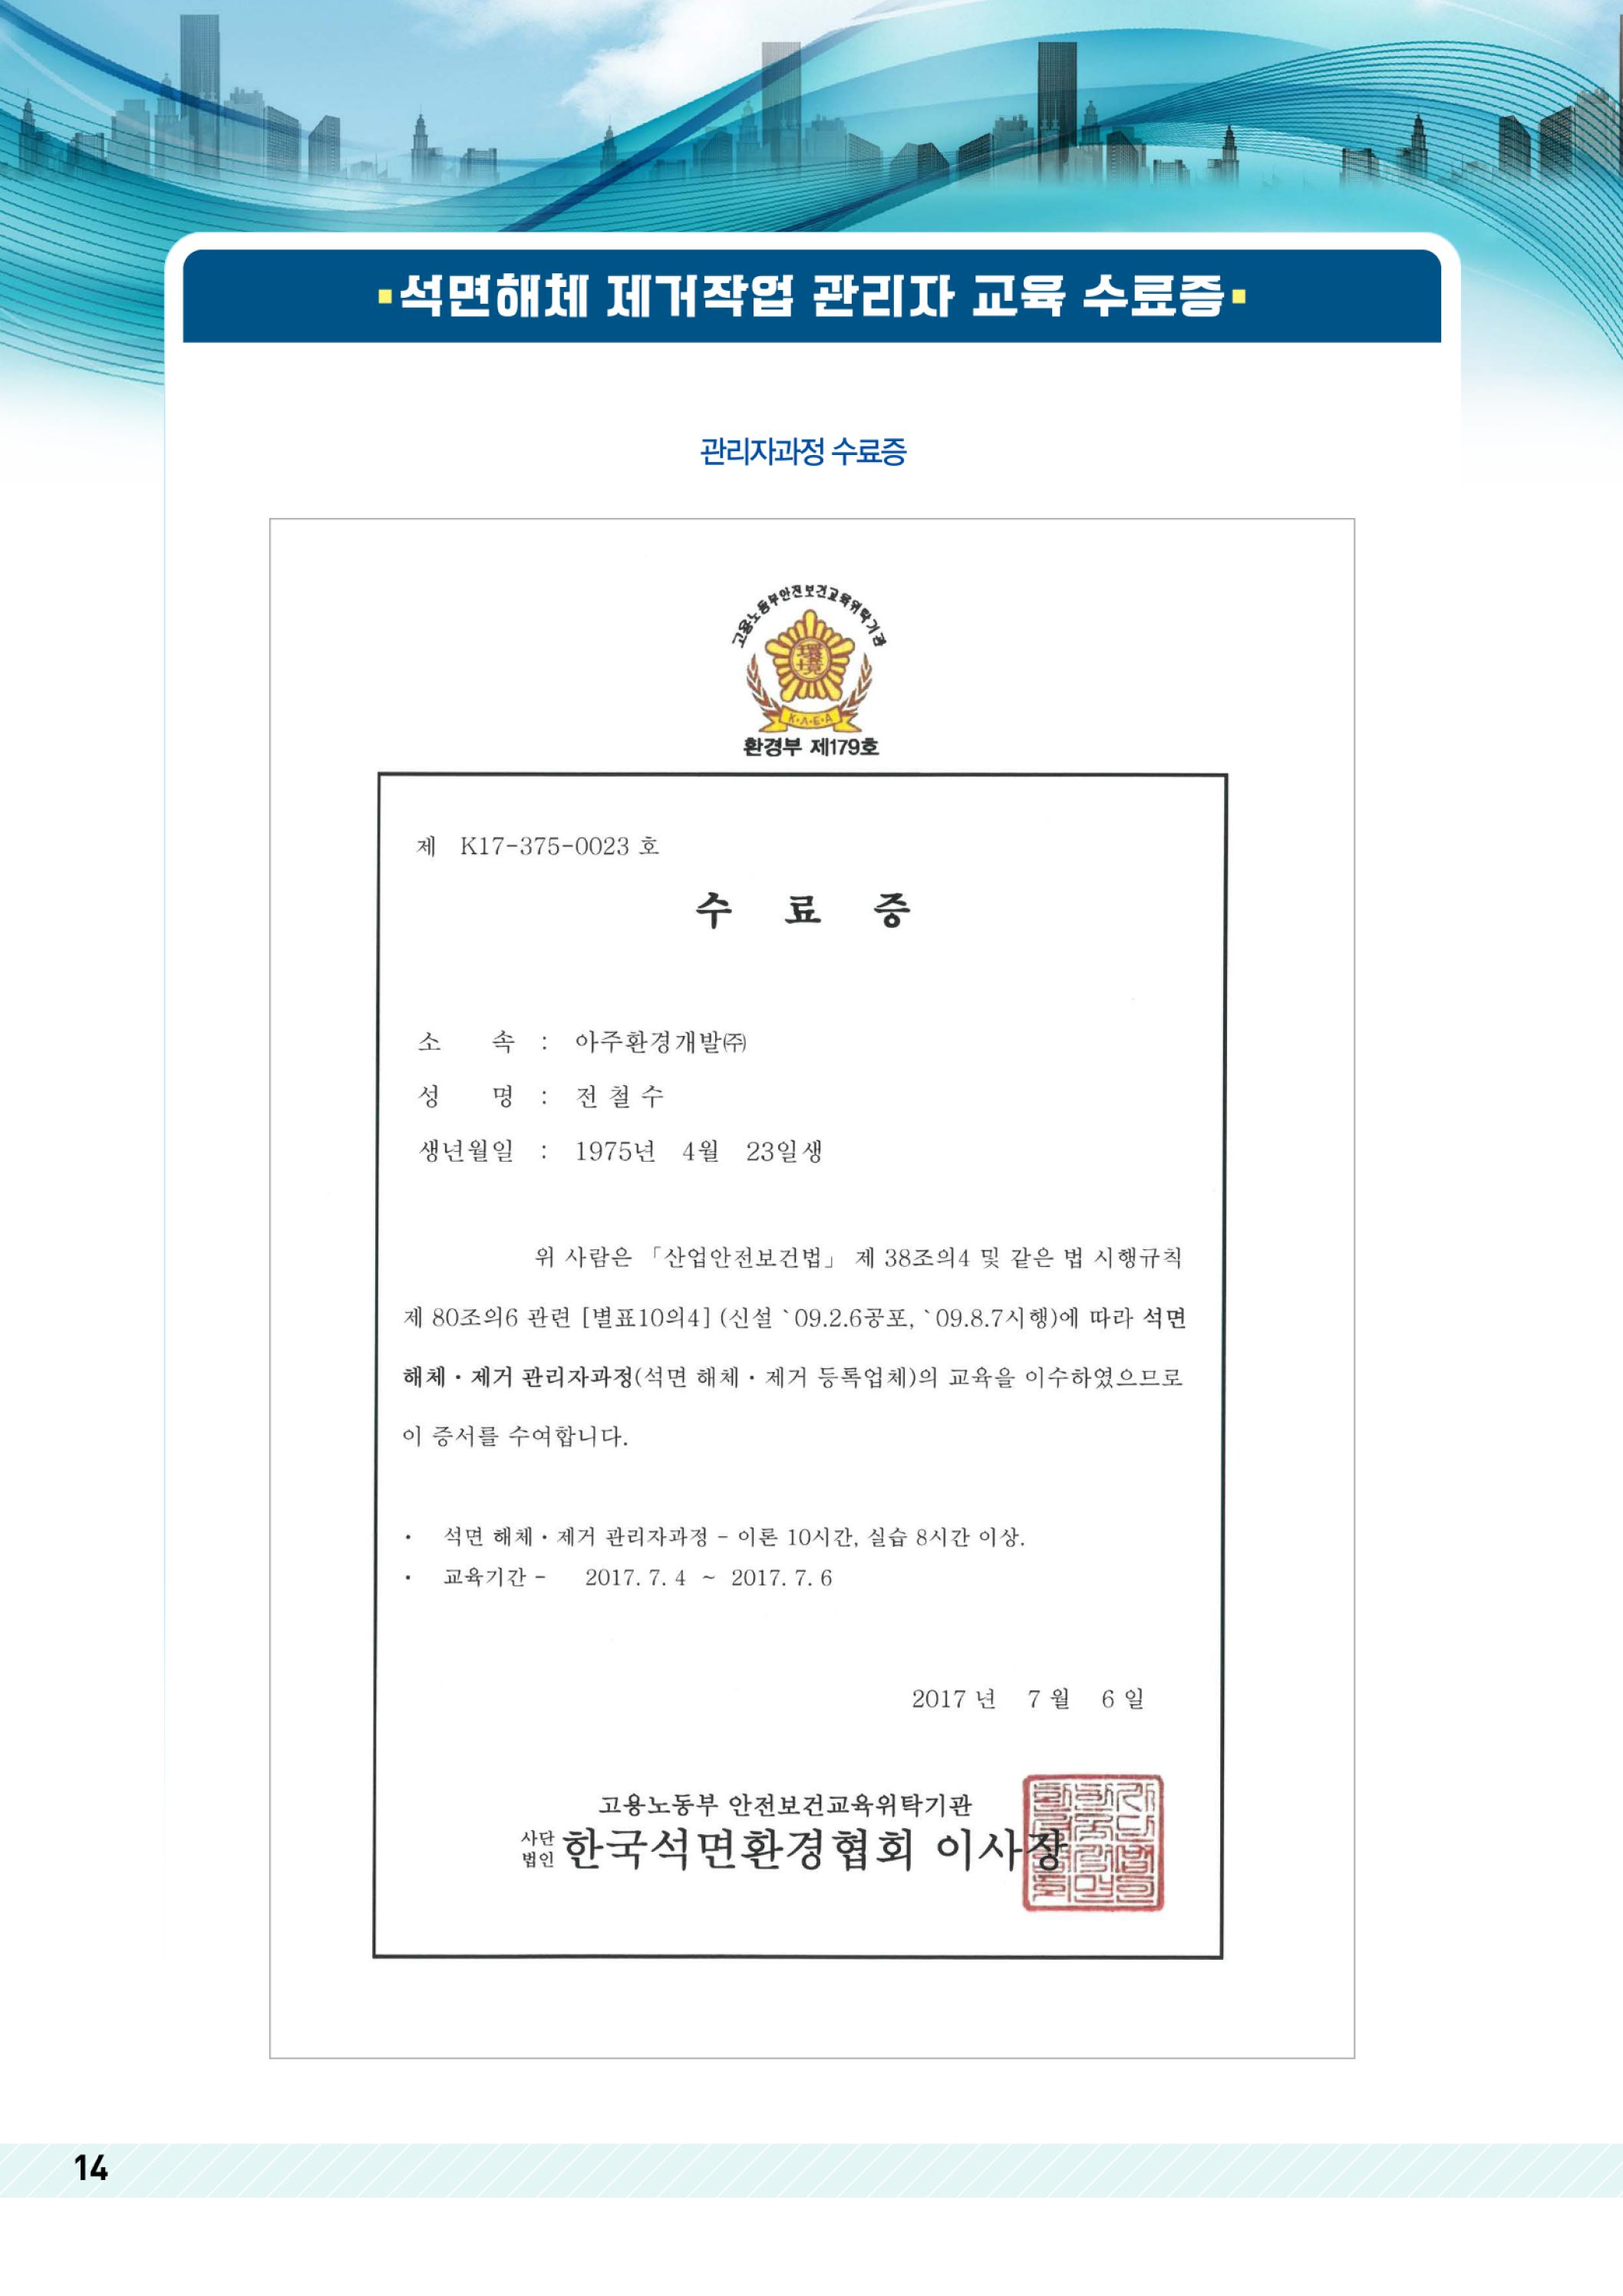 석면해체 제거작업 관리자 교육 수료증
관리자과정 수료증
고용노동부안전보건교육위탁기관
環境
K·A·E·A
환경부 제179호
제 K17-375-0023 호
수 료 증
소 속 : 아주환경개발㈜
성 명 : 전 철 수
생년월일 : 1975년 4월 23일생
위 사람은 「산업안전보건법」 제 38조의4 및 같은 법 시행규칙
제 80조의6 관련 [별표10의4] (신설 `09.2.6공포, `09.8.7시행)에 따라 석면
해체·제거 관리자과정(석면 해체·제거 등록업체)의 교육을 이수하였으므로
이 증서를 수여합니다.
· 석면 해체·제거 관리자과정 - 이론 10시간, 실습 8시간 이상.
· 교육기간 - 2017. 7. 4 ~ 2017. 7. 6
2017 년 7 월 6 일
고용노동부 안전보건교육위탁기관
사단법인 한국석면환경협회 이사장
14